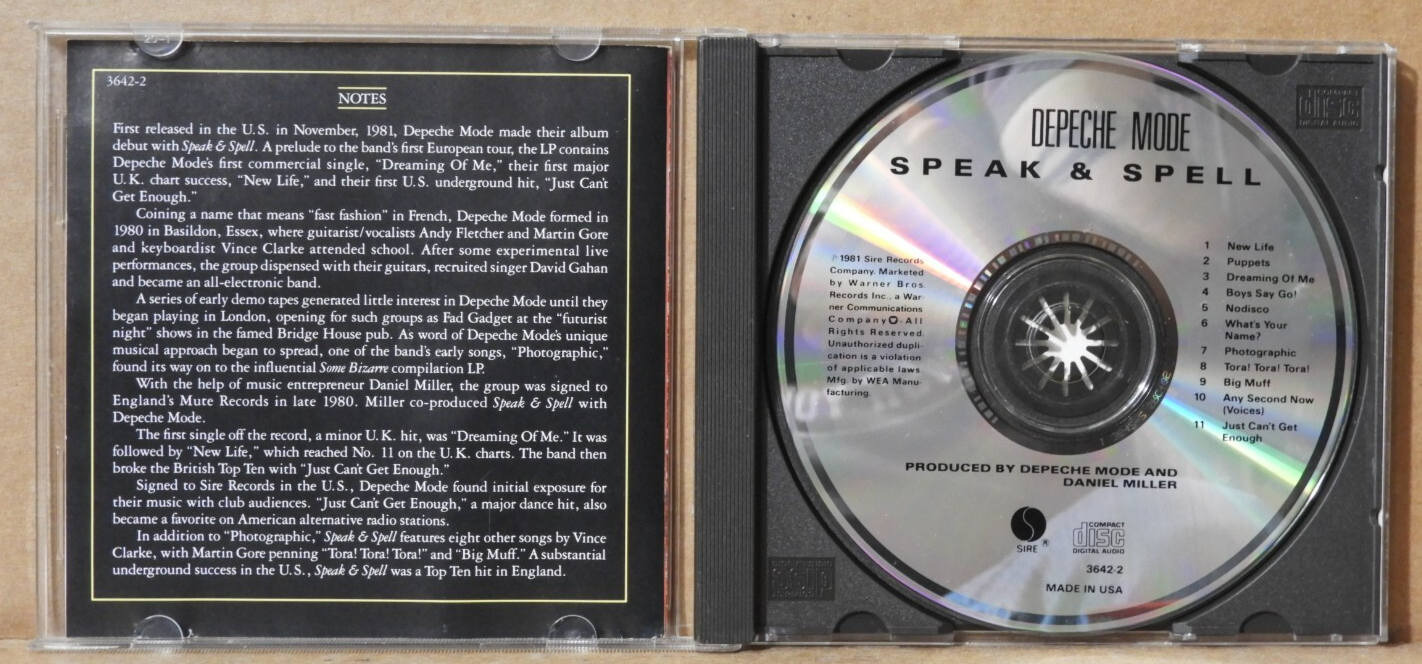 3642-2
NOTES
First released in the U.S. in November, 1981, Depeche Mode made their album
debut with Speak & Spell. A prelude to the band's first European tour, the LP contains
Depeche Mode's first commercial single, “Dreaming Of Me,” their first major
U.K. chart success, “New Life,” and their first U.S. underground hit, “Just Can't
Get Enough.”
Coining a name that means “fast fashion” in French, Depeche Mode formed in
1980 in Basildon, Essex, where guitarist/vocalists Andy Fletcher and Martin Gore
and keyboardist Vince Clarke attended school. After some experimental live
performances, the group dispensed with their guitars, recruited singer David Gahan
and became an all-electronic band.
A series of early demo tapes generated little interest in Depeche Mode until they
began playing in London, opening for such groups as Fad Gadget at the “futurist
night” shows in the famed Bridge House pub. As word of Depeche Mode's unique
musical approach began to spread, one of the band's early songs, “Photographic,”
found its way on to the influential Some Bizarre compilation LP.
With the help of music entrepreneur Daniel Miller, the group was signed to
England's Mute Records in late 1980. Miller co-produced Speak & Spell with
Depeche Mode.
The first single off the record, a minor U.K. hit, was “Dreaming Of Me.” It was
followed by “New Life,” which reached No. 11 on the U.K. charts. The band then
broke the British Top Ten with “Just Can't Get Enough.”
Signed to Sire Records in the U.S., Depeche Mode found initial exposure for
their music with club audiences. “Just Can't Get Enough,” a major dance hit, also
became a favorite on American alternative radio stations.
In addition to “Photographic,” Speak & Spell features eight other songs by Vince
Clarke, with Martin Gore penning “Tora! Tora! Tora!” and “Big Muff.” A substantial
underground success in the U.S., Speak & Spell was a Top Ten hit in England.
DEPECHE MODE
SPEAK & SPELL
℗ 1981 Sire Records
Company. Marketed
by Warner Bros.
Records Inc., a War-
ner Communications
Company. All
Rights Reserved.
Unauthorized dupli-
cation is a violation
of applicable laws.
Mfg. by WEA Manu-
facturing.
1 New Life
2 Puppets
3 Dreaming Of Me
4 Boys Say Go!
5 Nodisco
6 What's Your
Name?
7 Photographic
8 Tora! Tora! Tora!
9 Big Muff
10 Any Second Now
(Voices)
11 Just Can't Get
Enough
PRODUCED BY DEPECHE MODE AND
DANIEL MILLER
SIRE ®
COMPACT
disc
DIGITAL AUDIO
3642-2
MADE IN USA
COMPACT
disc
DIGITAL AUDIO